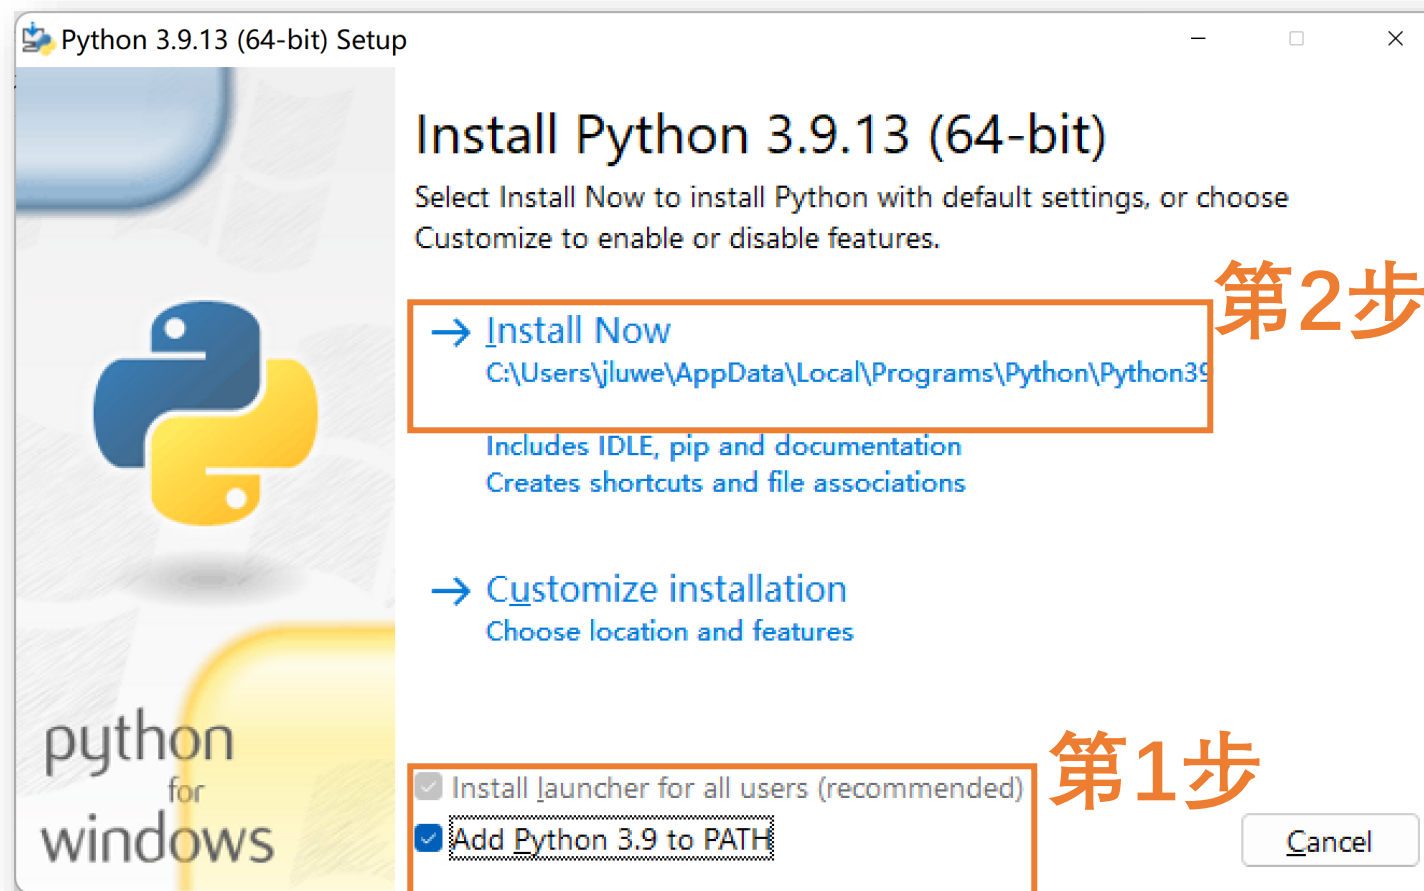 Python 3.9.13 (64-bit) Setup
Install Python 3.9.13 (64-bit)
Select Install Now to install Python with default settings, or choose
Customize to enable or disable features.
第2步
Install Now
C:\Users\jluwe\AppData\Local\Programs\Python\Python39
Includes IDLE, pip and documentation
Creates shortcuts and file associations
Customize installation
Choose location and features
python
for
windows
第1步
Install launcher for all users (recommended)
Add Python 3.9 to PATH
Cancel